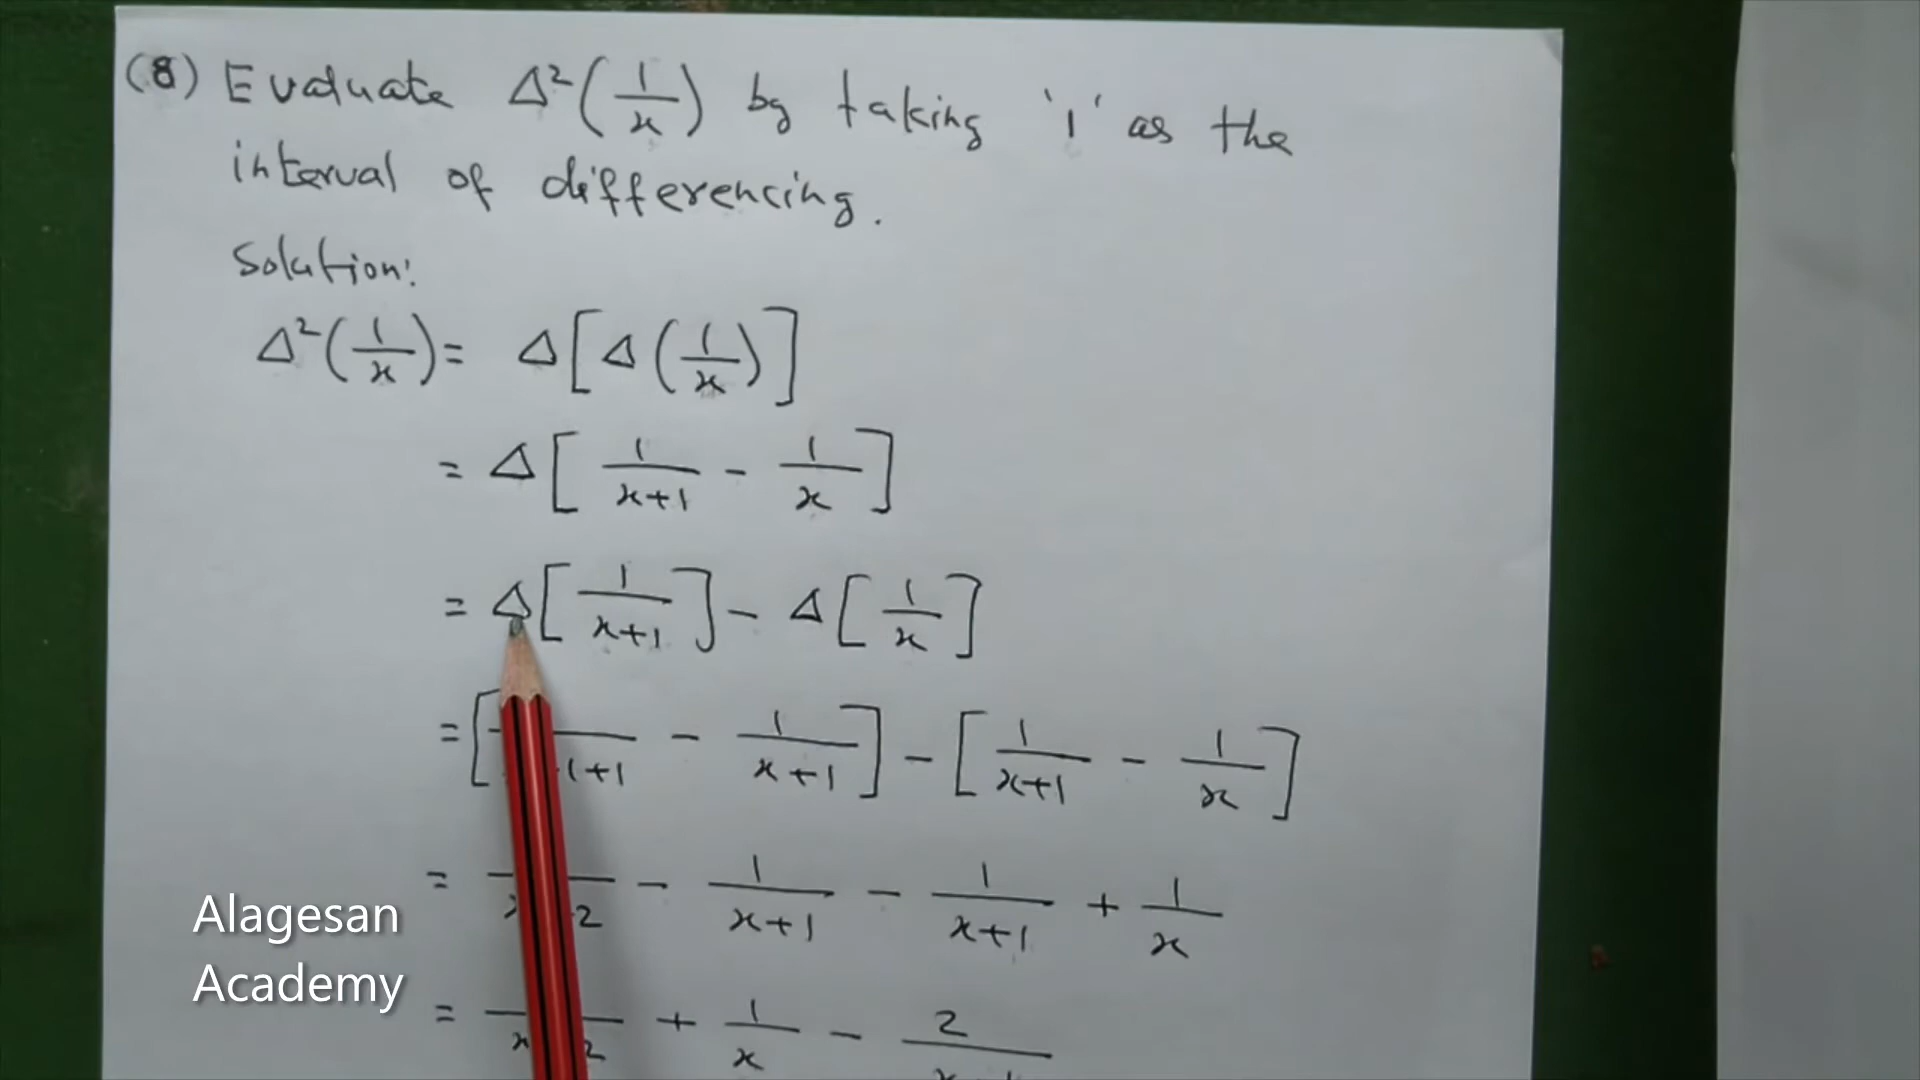 (8) Evaluate Δ²(1/x) by taking '1' as the
interval of differencing.
Solution:
Δ²(1/x) = Δ[Δ(1/x)]
= Δ[1/(x+1) - 1/x]
= Δ[1/(x+1)] - Δ[1/x]
= [ 1+1 - 1/(x+1)] - [1/(x+1) - 1/x]
= 2 - 1/(x+1) - 1/(x+1) + 1/x
= x 2 + 1/x - 2
Alagesan
Academy